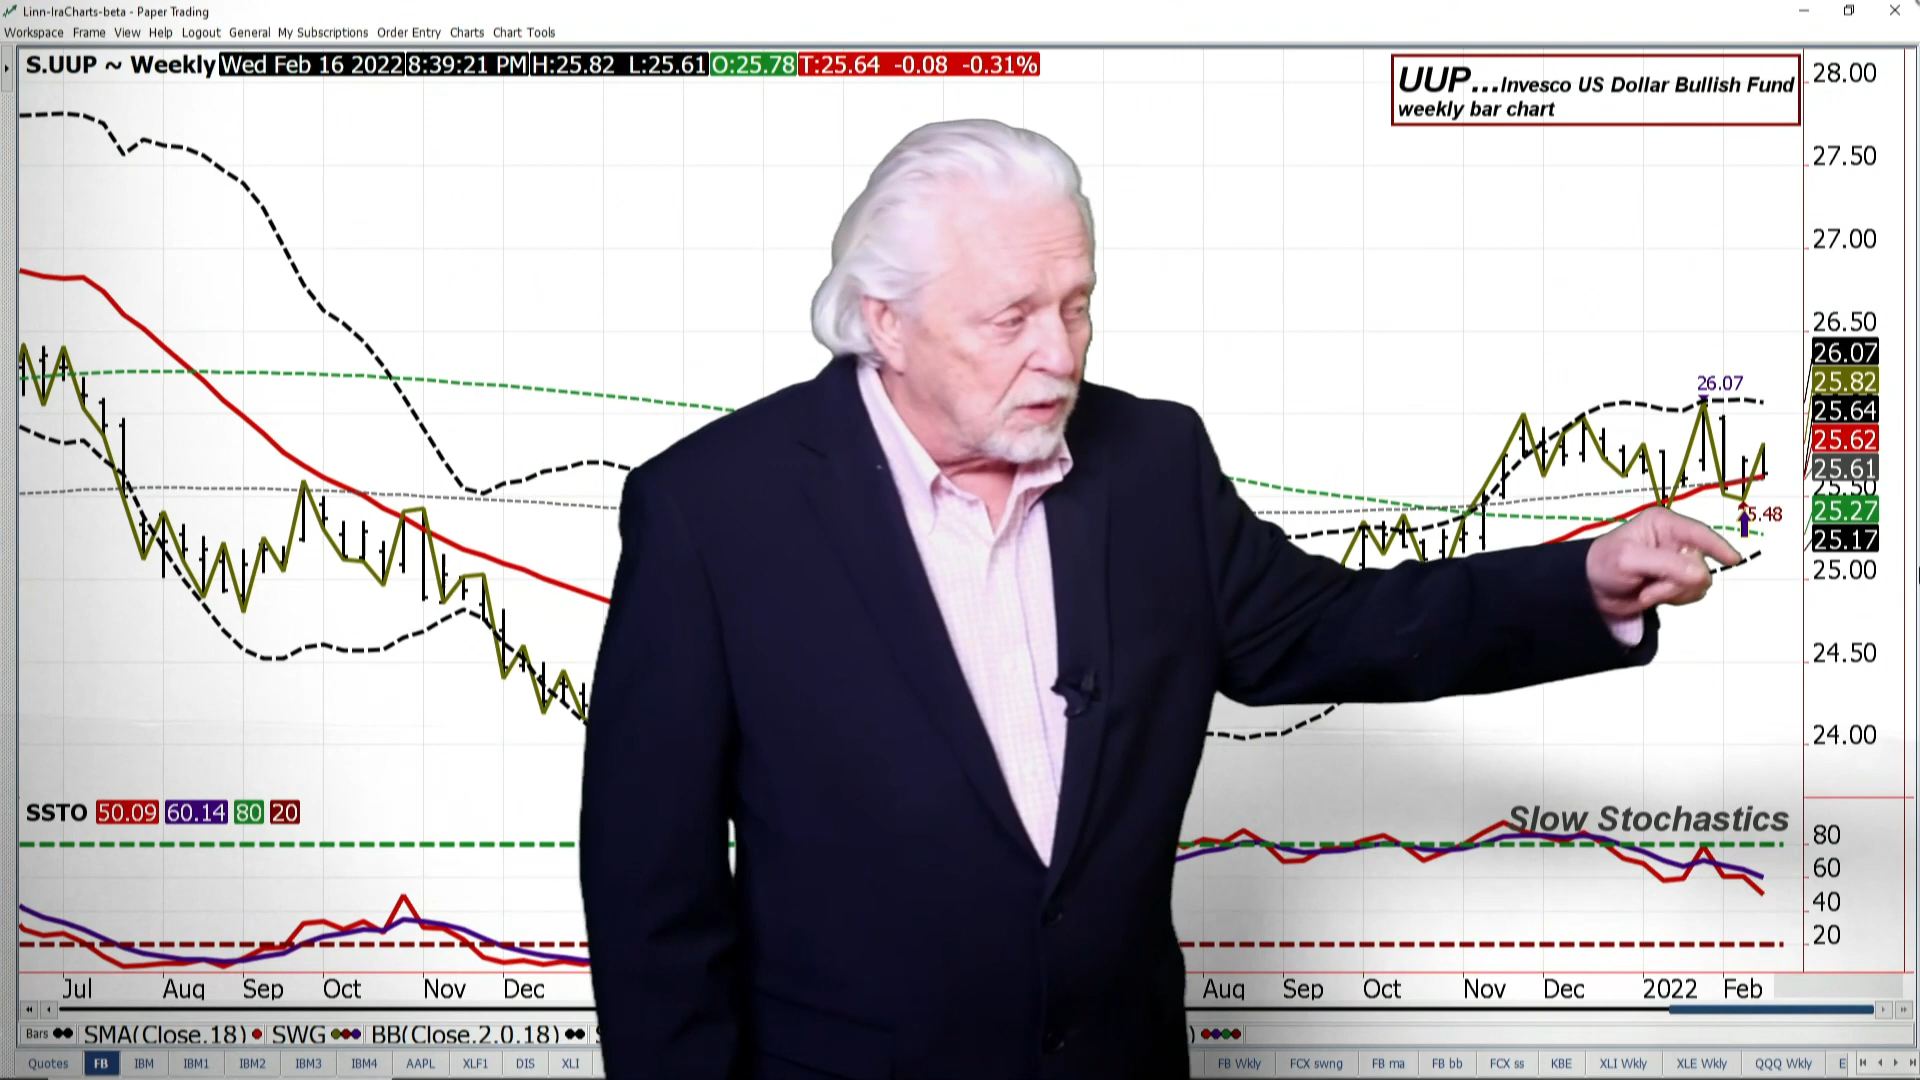 Linn-IraCharts-beta - Paper Trading
Workspace Frame View Help Logout General My Subscriptions Order Entry Charts Chart Tools
S.UUP ~ Weekly Wed Feb 16 2022 8:39:21 PM H:25.82 L:25.61 O:25.78 T:25.64 -0.08 -0.31%
UUP...Invesco US Dollar Bullish Fund
weekly bar chart
28.00
27.50
27.00
26.50
26.07
25.82
25.64
25.62
25.61
25.50
25.27
25.17
25.00
24.50
24.00
26.07
5.48
SSTO 50.09 60.14 80 20
Slow Stochastics
80
60
40
20
Jul Aug Sep Oct Nov Dec Aug Sep Oct Nov Dec 2022 Feb
Bars SMA(Close,18) SWG BB(Close,2.0,18)
Quotes FB IBM IBM1 IBM2 IBM3 IBM4 AAPL XLF1 DIS XLI FB Wkly FCX swng FB ma FB bb FCX ss KBE XLI Wkly XLE Wkly QQQ Wkly E